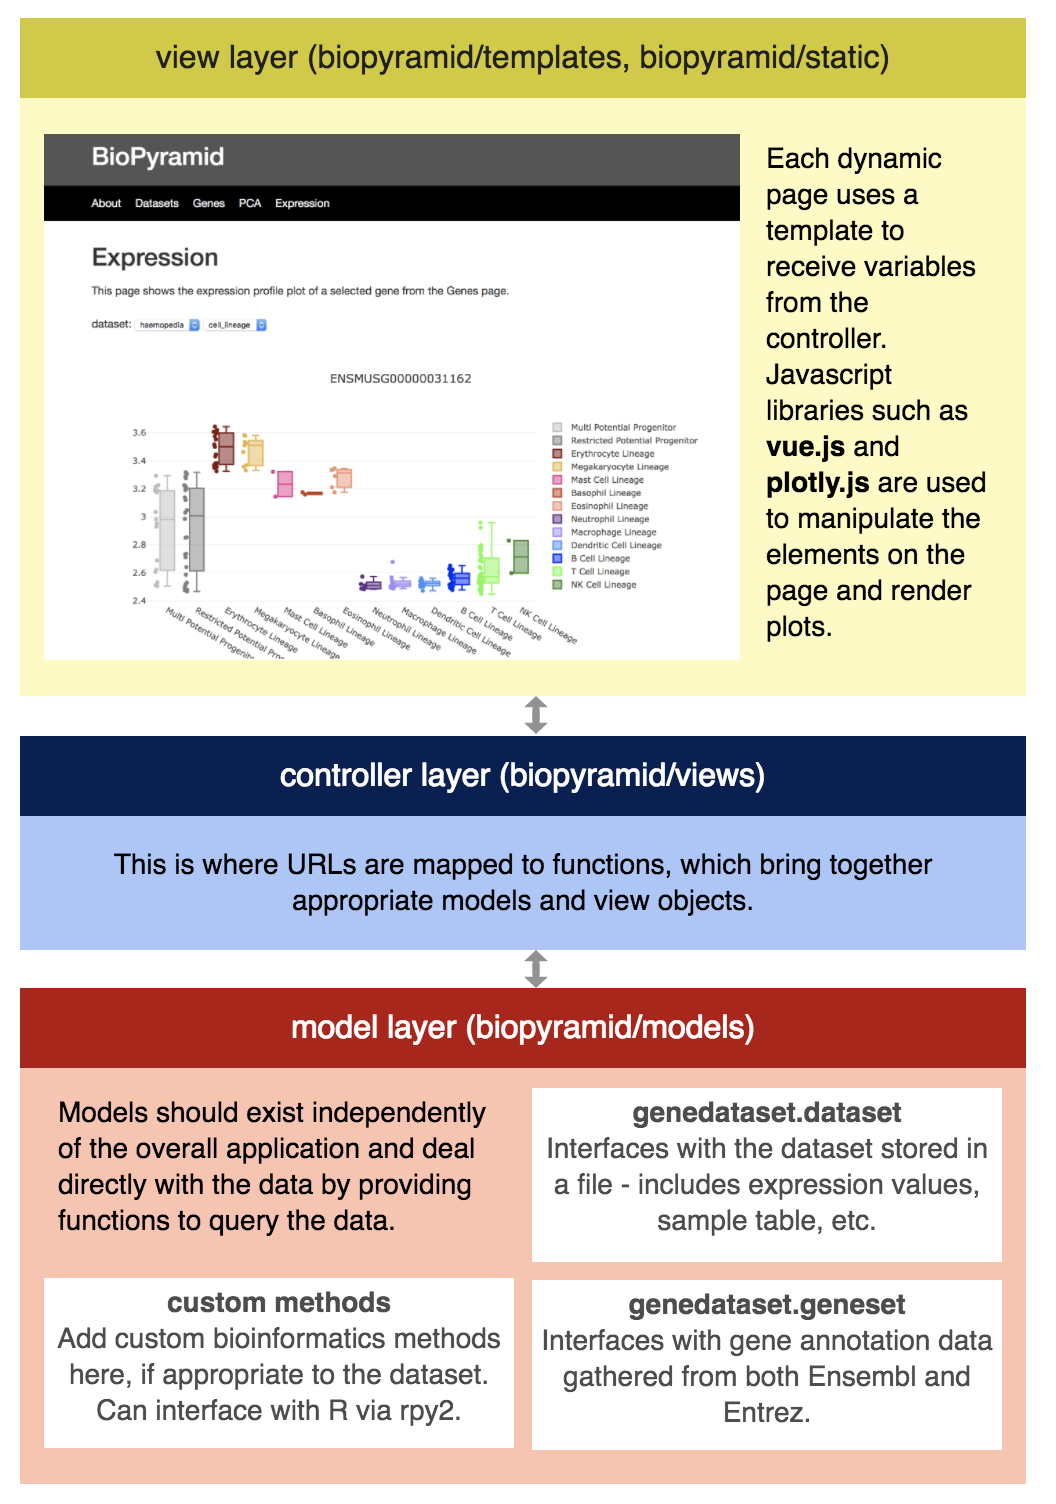 view layer (biopyramid/templates, biopyramid/static)
BioPyramid
About Datasets Genes PCA Expression
Expression
This page shows the expression profile plot of a selected gene from the Genes page.
dataset: haemopedia cell_lineage
ENSMUSG00000031162
3.6
3.4
3.2
3
2.8
2.6
2.4
Multi Potential Progenit
Restricted Potential Pro
Erythrocyte Lineage
Megakaryocyte Lineage
Mast Cell Lineage
Basophil Lineage
Eosinophil Lineage
Neutrophil Lineage
Macrophage Lineage
Dendritic Cell Lineage
B Cell Lineage
T Cell Lineage
NK Cell Lineage
Multi Potential Progenitor
Restricted Potential Progenitor
Erythrocyte Lineage
Megakaryocyte Lineage
Mast Cell Lineage
Basophil Lineage
Eosinophil Lineage
Neutrophil Lineage
Macrophage Lineage
Dendritic Cell Lineage
B Cell Lineage
T Cell Lineage
NK Cell Lineage
Each dynamic
page uses a
template to
receive variables
from the
controller.
Javascript
libraries such as
vue.js and
plotly.js are used
to manipulate the
elements on the
page and render
plots.
controller layer (biopyramid/views)
This is where URLs are mapped to functions, which bring together
appropriate models and view objects.
model layer (biopyramid/models)
Models should exist independently
of the overall application and deal
directly with the data by providing
functions to query the data.
genedataset.dataset
Interfaces with the dataset stored in
a file - includes expression values,
sample table, etc.
custom methods
Add custom bioinformatics methods
here, if appropriate to the dataset.
Can interface with R via rpy2.
genedataset.geneset
Interfaces with gene annotation data
gathered from both Ensembl and
Entrez.